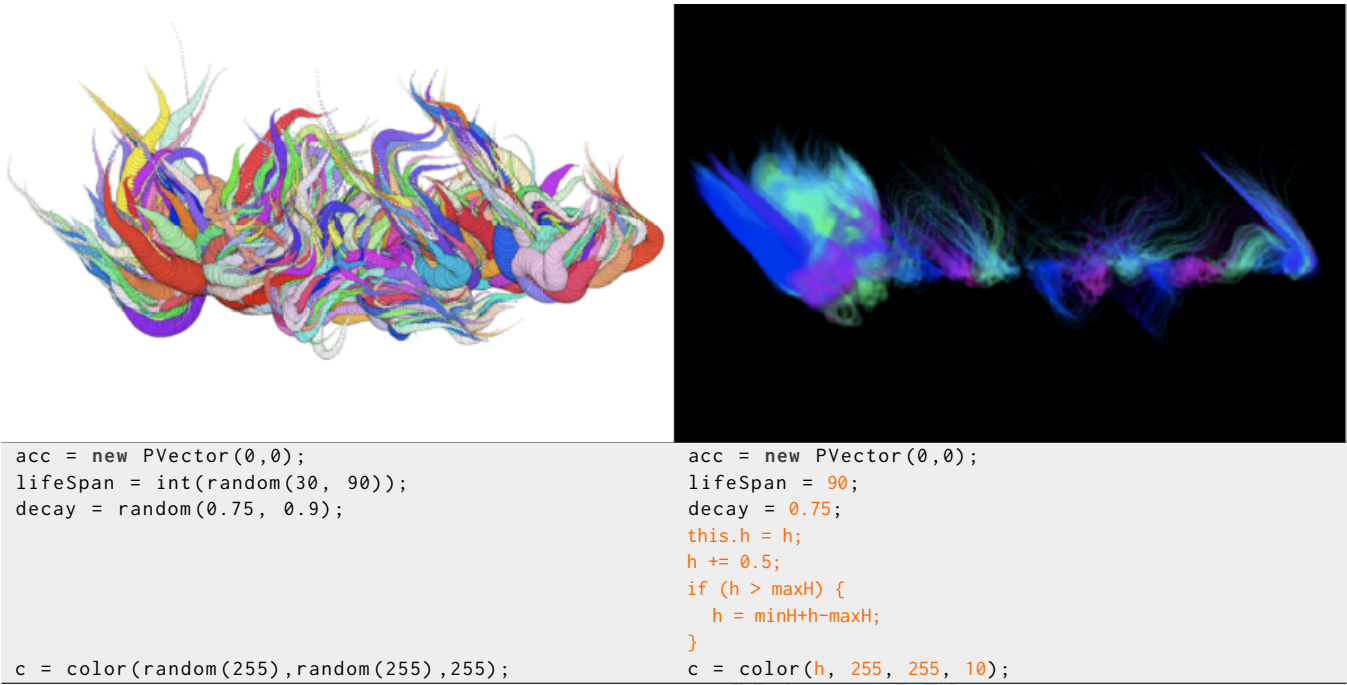 acc = new PVector(0,0);
lifeSpan = int(random(30, 90));
decay = random(0.75, 0.9);
c = color(random(255),random(255),255);
acc = new PVector(0,0);
lifeSpan = 90;
decay = 0.75;
this.h = h;
h += 0.5;
if (h > maxH) {
  h = minH+h-maxH;
}
c = color(h, 255, 255, 10);